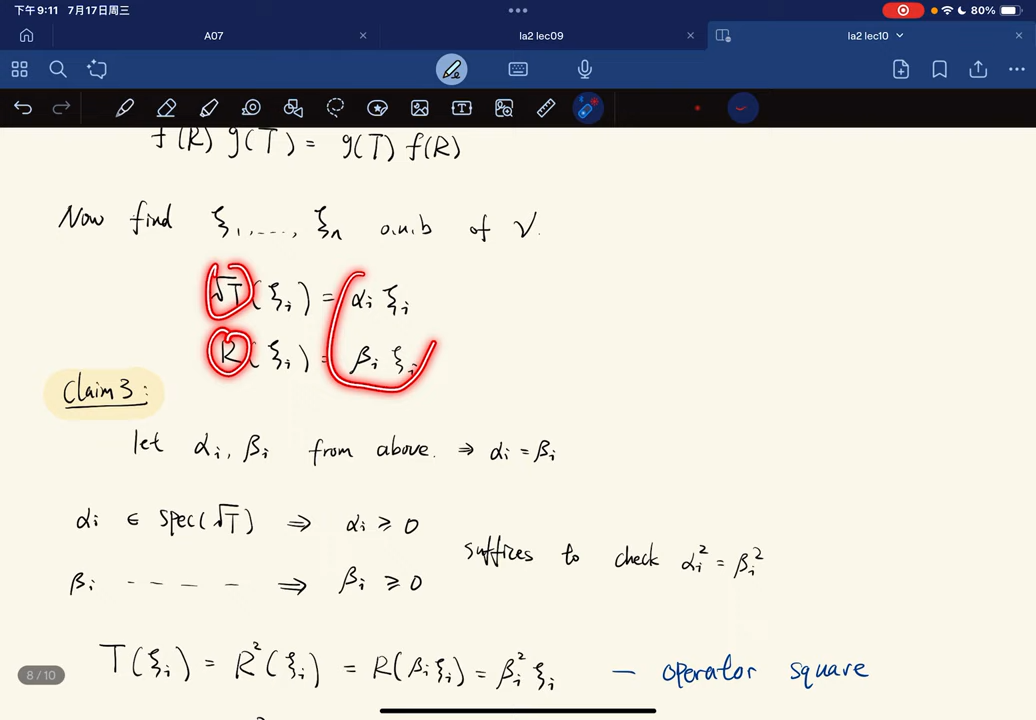 下午9:11 7月17日周三
80%
A07
la2 lec09
la2 lec10
f(R) g(T) = g(T) f(R)
Now find ξ₁, ...., ξₙ o.n.b of V.
√T(ξᵢ) = αᵢ ξᵢ
R(ξᵢ) = βᵢ ξᵢ
Claim 3:
let αᵢ, βᵢ from above. ⇒ αᵢ = βᵢ
αᵢ ∈ spec(√T) ⇒ αᵢ ≥ 0
suffices to check αᵢ² = βᵢ²
βᵢ - - - - - ⇒ βᵢ ≥ 0
T(ξᵢ) = R²(ξᵢ) = R(βᵢξᵢ) = βᵢ² ξᵢ — operator square
8 / 10